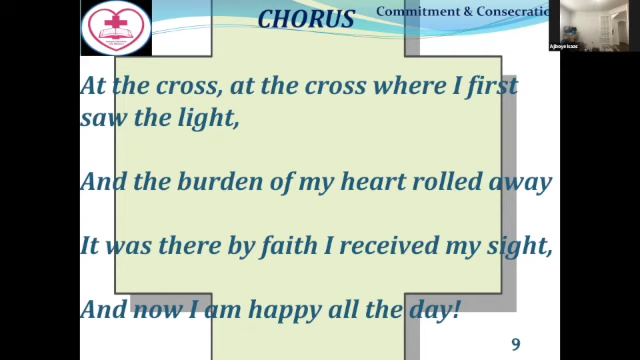 CHORUS
Commitment & Consecratio
At the cross, at the cross where I first
saw the light,
And the burden of my heart rolled away
It was there by faith I received my sight,
And now I am happy all the day!
9
Ajiboye Isaac